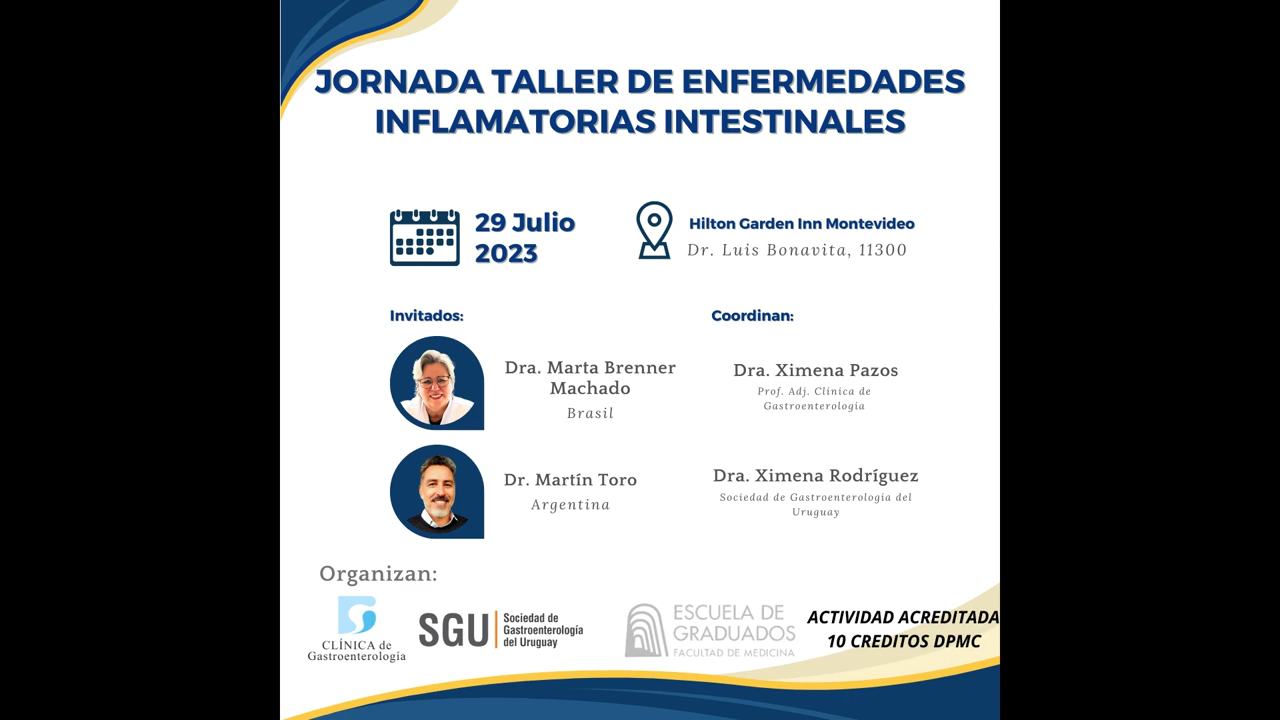 JORNADA TALLER DE ENFERMEDADES
INFLAMATORIAS INTESTINALES
29 Julio
2023
Hilton Garden Inn Montevideo
Dr. Luis Bonavita, 11300
Invitados:
Dra. Marta Brenner
Machado
Brasil
Dr. Martín Toro
Argentina
Coordinan:
Dra. Ximena Pazos
Prof. Adj. Clínica de
Gastroenterología
Dra. Ximena Rodríguez
Sociedad de Gastroenterología del
Uruguay
Organizan:
CLÍNICA de
Gastroenterología
SGU
Sociedad de
Gastroenterología
del Uruguay
ESCUELA DE
GRADUADOS
FACULTAD DE MEDICINA
ACTIVIDAD ACREDITADA
10 CREDITOS DPMC